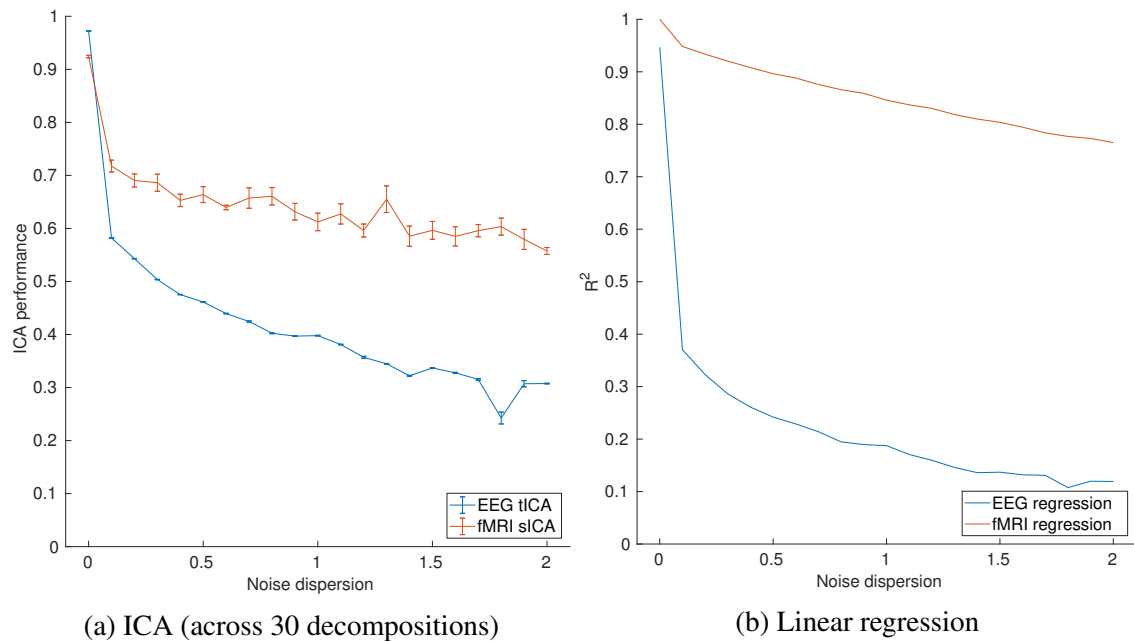 1
0.9
0.8
0.7
0.6
0.5
0.4
0.3
0.2
0.1
0
ICA performance
0 0.5 1 1.5 2
Noise dispersion
EEG tICA
fMRI sICA
(a) ICA (across 30 decompositions)
1
0.9
0.8
0.7
0.6
0.5
0.4
0.3
0.2
0.1
0
R²
0 0.5 1 1.5 2
Noise dispersion
EEG regression
fMRI regression
(b) Linear regression